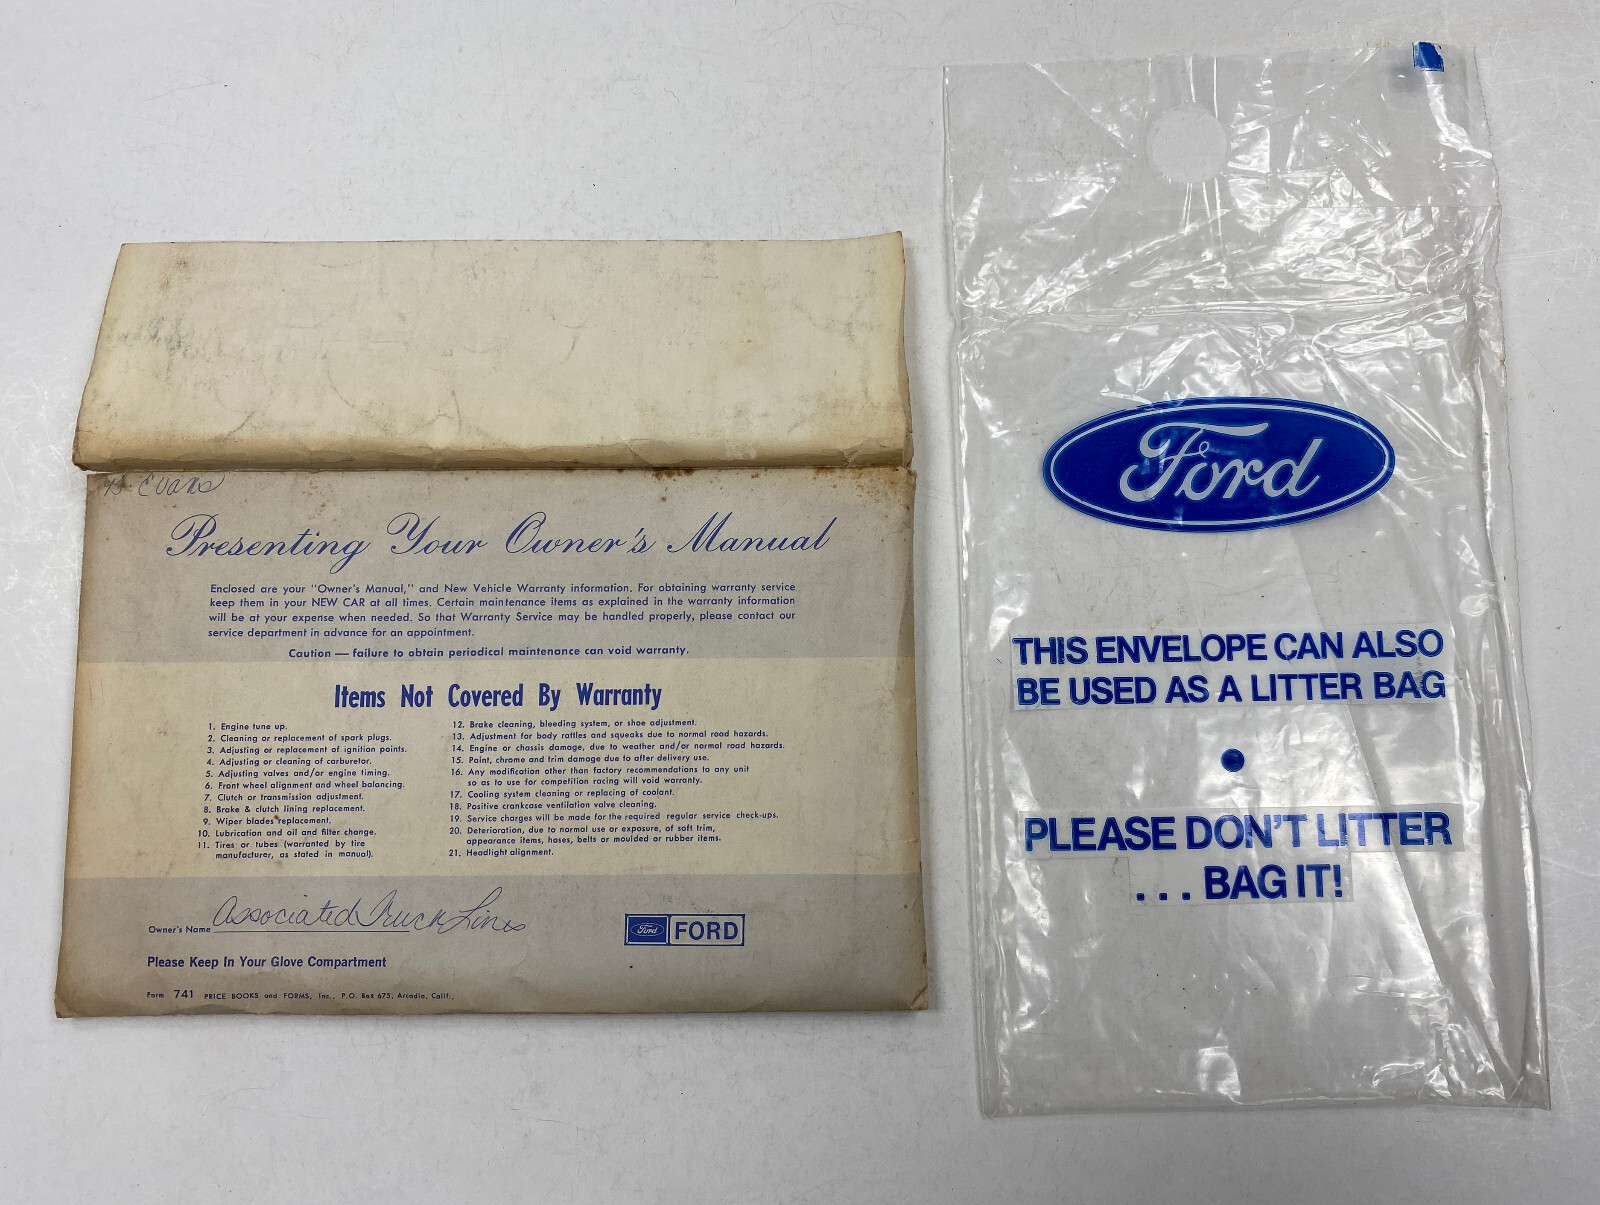 Evans
Presenting Your Owner's Manual
Enclosed are your "Owner's Manual," and New Vehicle Warranty information. For obtaining warranty service
keep them in your NEW CAR at all times. Certain maintenance items as explained in the warranty information
will be at your expense when needed. So that Warranty Service may be handled properly, please contact our
service department in advance for an appointment.
Caution — failure to obtain periodical maintenance can void warranty.
Items Not Covered By Warranty
1. Engine tune up.
2. Cleaning or replacement of spark plugs.
3. Adjusting or replacement of ignition points.
4. Adjusting or cleaning of carburetor.
5. Adjusting valves and/or engine timing.
6. Front wheel alignment and wheel balancing.
7. Clutch or transmission adjustment.
8. Brake & clutch lining replacement.
9. Wiper blades replacement.
10. Lubrication and oil and filter change.
11. Tires or tubes (warranted by tire
manufacturer, as stated in manual).
12. Brake cleaning, bleeding system, or shoe adjustment.
13. Adjustment for body rattles and squeaks due to normal road hazards.
14. Engine or chassis damage, due to weather and/or normal road hazards.
15. Paint, chrome and trim damage due to after delivery use.
16. Any modification other than factory recommendations to any unit
so as to use for competition racing will void warranty.
17. Cooling system cleaning or replacing of coolant.
18. Positive crankcase ventilation valve cleaning.
19. Service charges will be made for the required regular service check-ups.
20. Deterioration, due to normal use or exposure, of soft trim,
appearance items, hoses, belts or moulded or rubber items.
21. Headlight alignment.
Owner's Name Associated Truck Lines
Ford FORD
Please Keep In Your Glove Compartment
Form 741 PRICE BOOKS and FORMS, Inc., P.O. Box 675, Arcadia, Calif.
Ford
THIS ENVELOPE CAN ALSO
BE USED AS A LITTER BAG
PLEASE DON'T LITTER
... BAG IT!